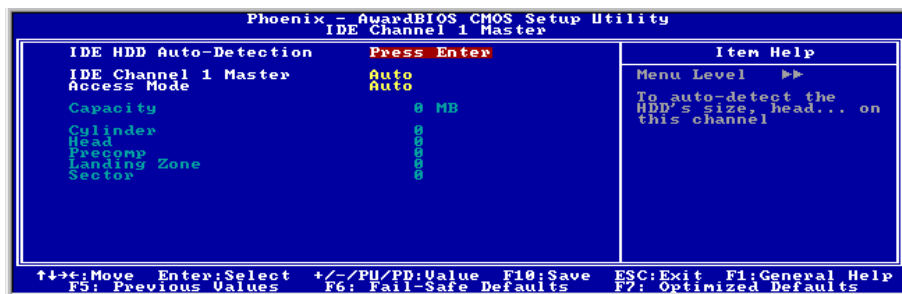 Phoenix - AwardBIOS CMOS Setup Utility
IDE Channel 1 Master
IDE HDD Auto-Detection Press Enter
IDE Channel 1 Master Auto
Access Mode Auto
Capacity 0 MB
Cylinder 0
Head 0
Precomp 0
Landing Zone 0
Sector 0
Item Help
Menu Level ▶▶
To auto-detect the
HDD's size, head... on
this channel
↑↓→←:Move Enter:Select +/-/PU/PD:Value F10:Save ESC:Exit F1:General Help
F5: Previous Values F6: Fail-Safe Defaults F7: Optimized Defaults